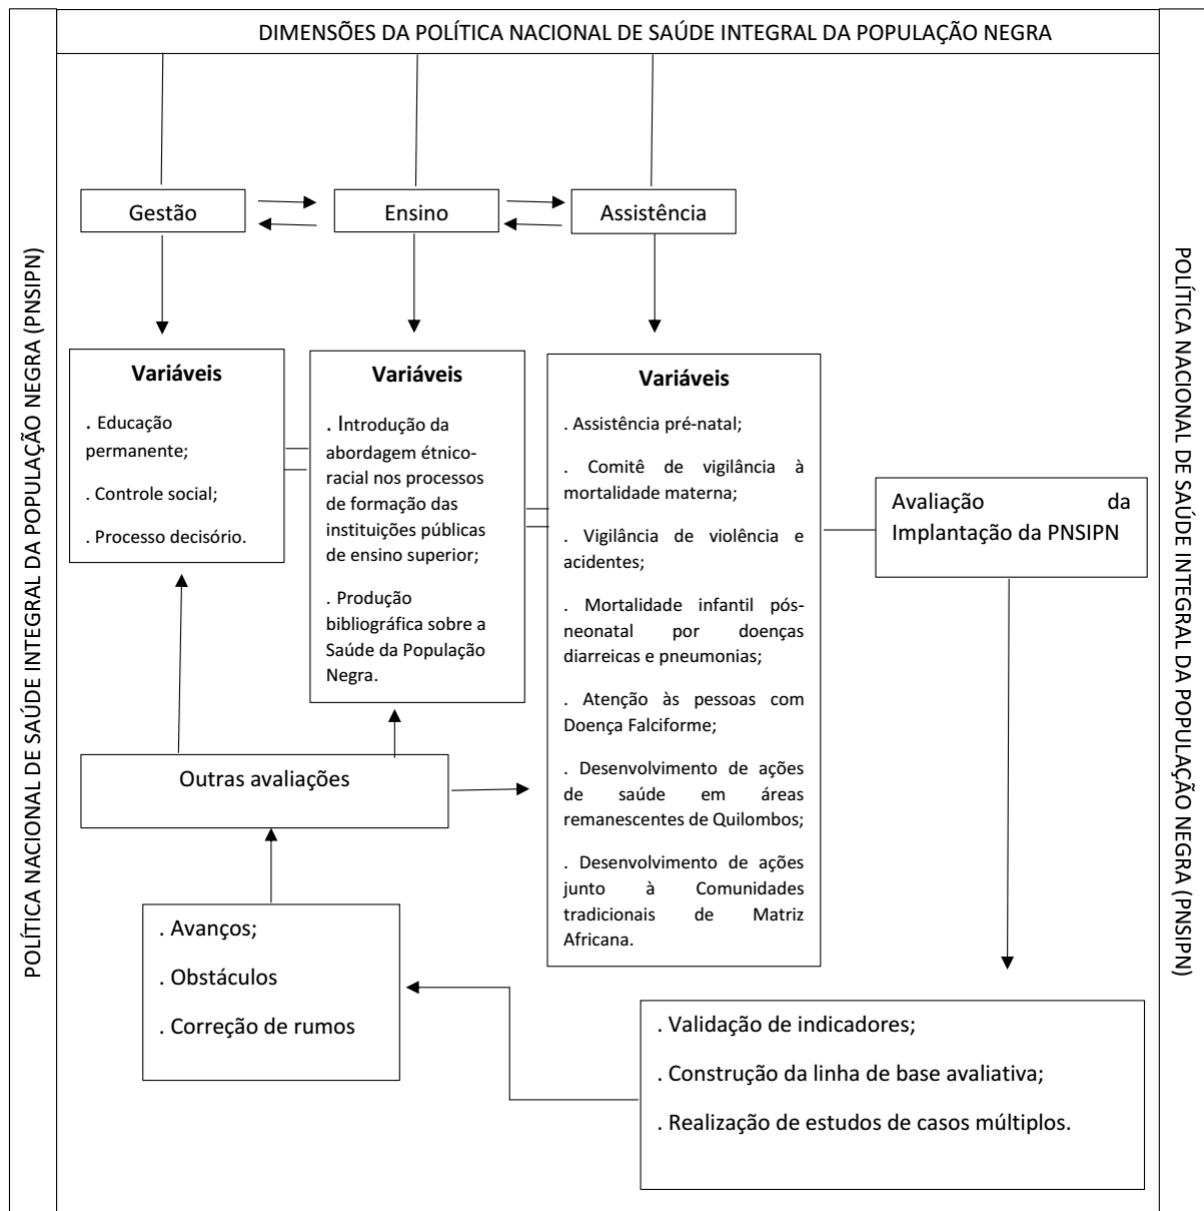 DIMENSÕES DA POLÍTICA NACIONAL DE SAÚDE INTEGRAL DA POPULAÇÃO NEGRA
POLÍTICA NACIONAL DE SAÚDE INTEGRAL DA POPULAÇÃO NEGRA (PNSIPN)
Gestão
Ensino
Assistência
Variáveis
. Educação
permanente;
. Controle social;
. Processo decisório.
Variáveis
. Introdução da
abordagem étnico-
racial nos processos
de formação das
instituições públicas
de ensino superior;
. Produção
bibliográfica sobre a
Saúde da População
Negra.
Variáveis
. Assistência pré-natal;
. Comitê de vigilância à
mortalidade materna;
. Vigilância de violência e
acidentes;
. Mortalidade infantil pós-
neonatal por doenças
diarreicas e pneumonias;
. Atenção às pessoas com
Doença Falciforme;
. Desenvolvimento de ações
de saúde em áreas
remanescentes de Quilombos;
. Desenvolvimento de ações
junto à Comunidades
tradicionais de Matriz
Africana.
Avaliação da
Implantação da PNSIPN
Outras avaliações
. Avanços;
. Obstáculos
. Correção de rumos
. Validação de indicadores;
. Construção da linha de base avaliativa;
. Realização de estudos de casos múltiplos.
POLÍTICA NACIONAL DE SAÚDE INTEGRAL DA POPULAÇÃO NEGRA (PNSIPN)